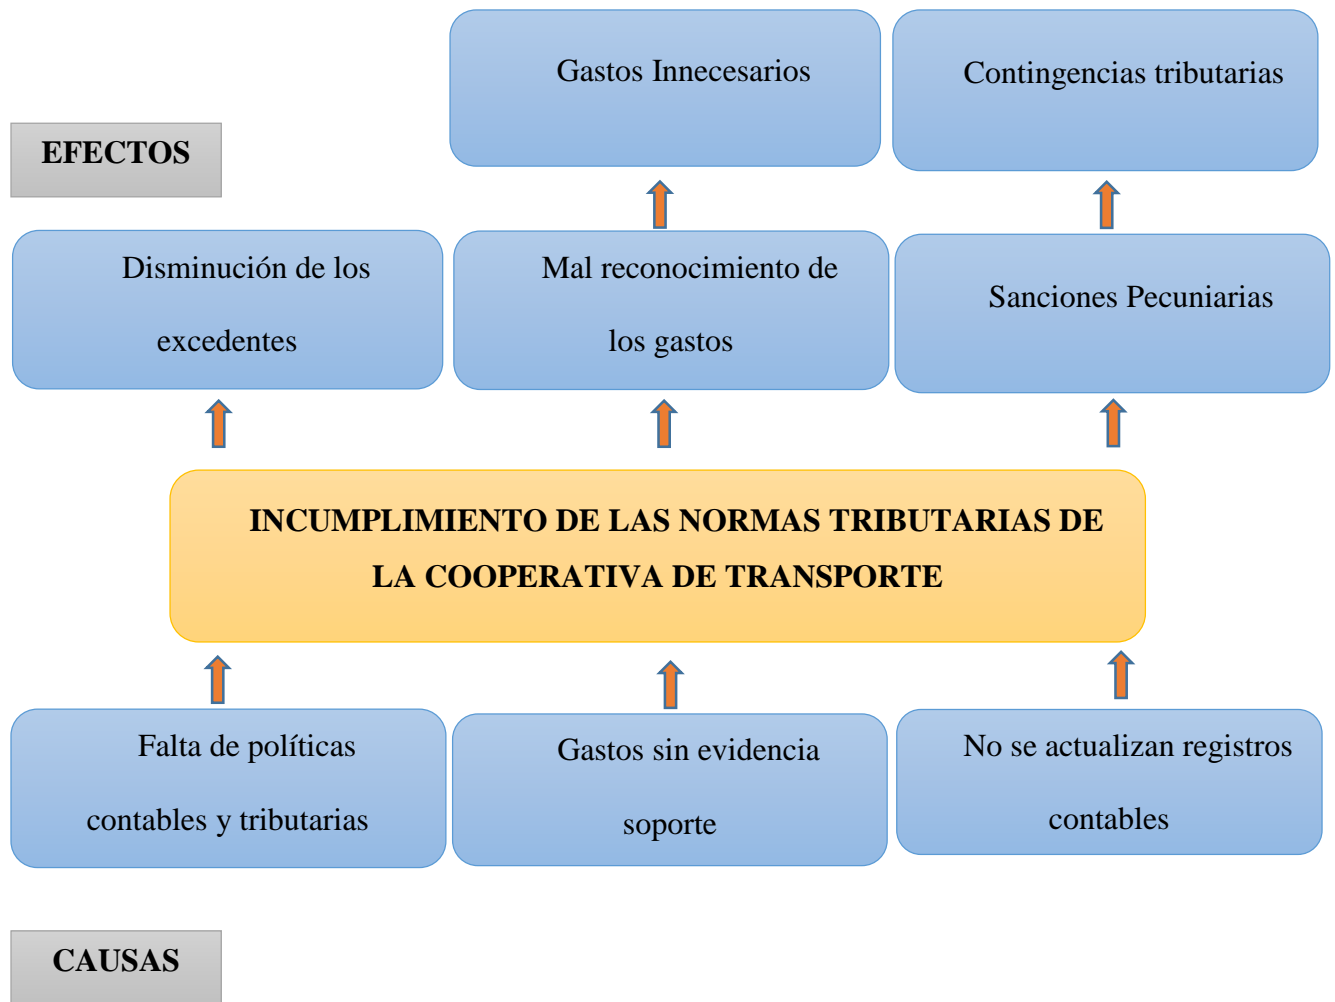 Gastos Innecesarios
Contingencias tributarias
EFECTOS
Disminución de los
excedentes
Mal reconocimiento de
los gastos
Sanciones Pecuniarias
INCUMPLIMIENTO DE LAS NORMAS TRIBUTARIAS DE
LA COOPERATIVA DE TRANSPORTE
Falta de políticas
contables y tributarias
Gastos sin evidencia
soporte
No se actualizan registros
contables
CAUSAS